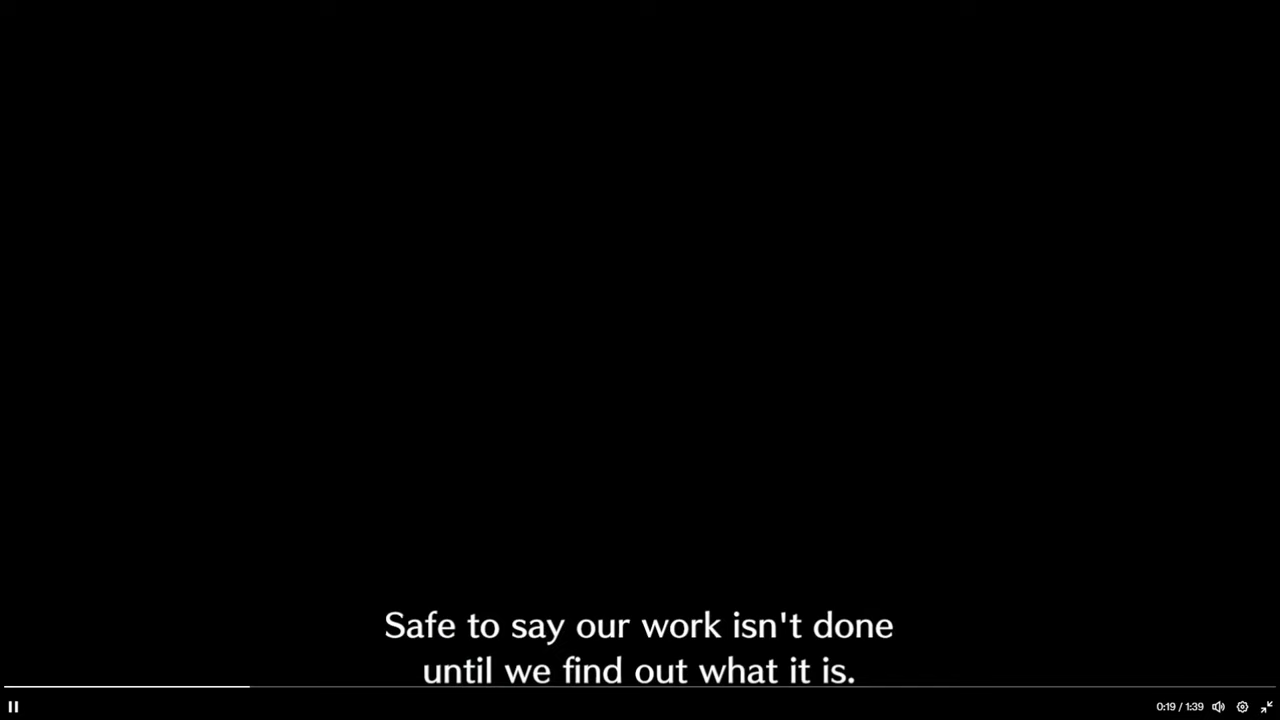 Safe to say our work isn't done
until we find out what it is.
0:19 / 1:39